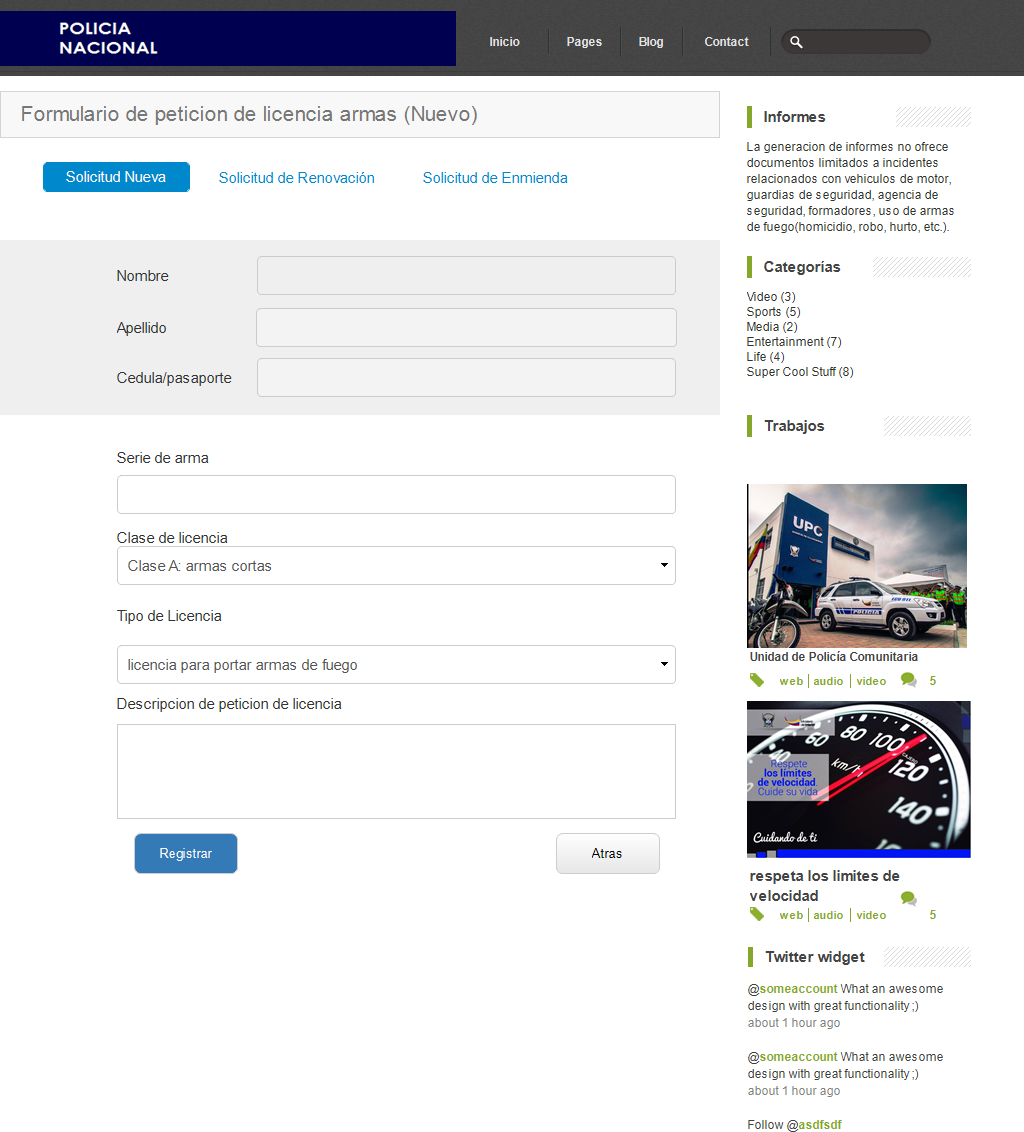 POLICIA
NACIONAL
Inicio
Pages
Blog
Contact
Formulario de peticion de licencia armas (Nuevo)
Solicitud Nueva
Solicitud de Renovación
Solicitud de Enmienda
Nombre
Apellido
Cedula/pasaporte
Serie de arma
Clase de licencia
Clase A: armas cortas
Tipo de Licencia
licencia para portar armas de fuego
Descripcion de peticion de licencia
Registrar
Atras
Informes
La generacion de informes no ofrece
documentos limitados a incidentes
relacionados con vehiculos de motor,
guardias de seguridad, agencia de
seguridad, formadores, uso de armas
de fuego(homicidio, robo, hurto, etc.).
Categorías
Video (3)
Sports (5)
Media (2)
Entertainment (7)
Life (4)
Super Cool Stuff (8)
Trabajos
UPC
POLICIA
Unidad de Policía Comunitaria
web | audio | video 5
60 80 100 120 140
km/h
Respete
los límites
de velocidad.
Cuide su vida
Cuidando de ti
respeta los limites de
velocidad
web | audio | video 5
Twitter widget
@someaccount What an awesome
design with great functionality ;)
about 1 hour ago
@someaccount What an awesome
design with great functionality ;)
about 1 hour ago
Follow @asdfsdf